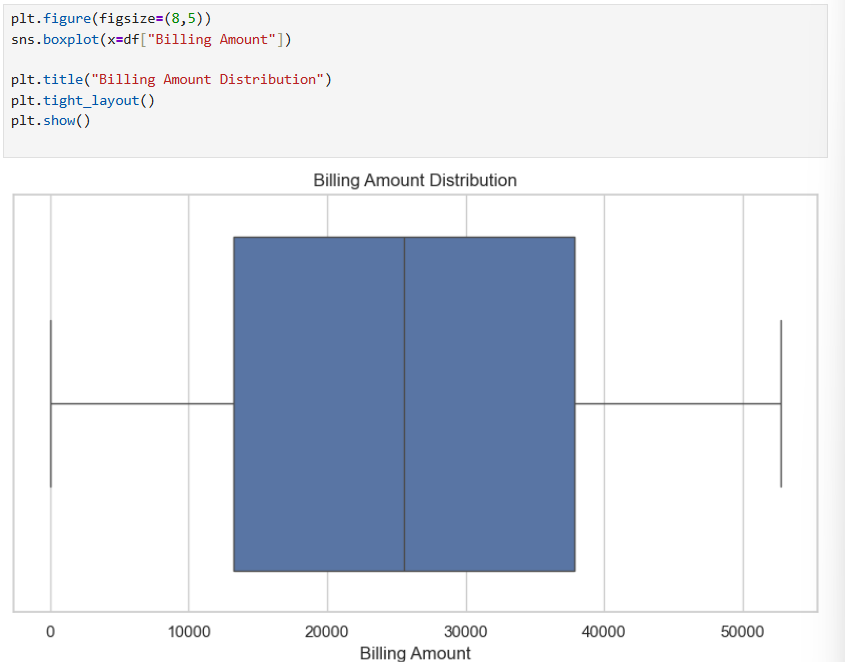 plt.figure(figsize=(8,5))
sns.boxplot(x=df["Billing Amount"])
plt.title("Billing Amount Distribution")
plt.tight_layout()
plt.show()
Billing Amount Distribution
0 10000 20000 30000 40000 50000
Billing Amount